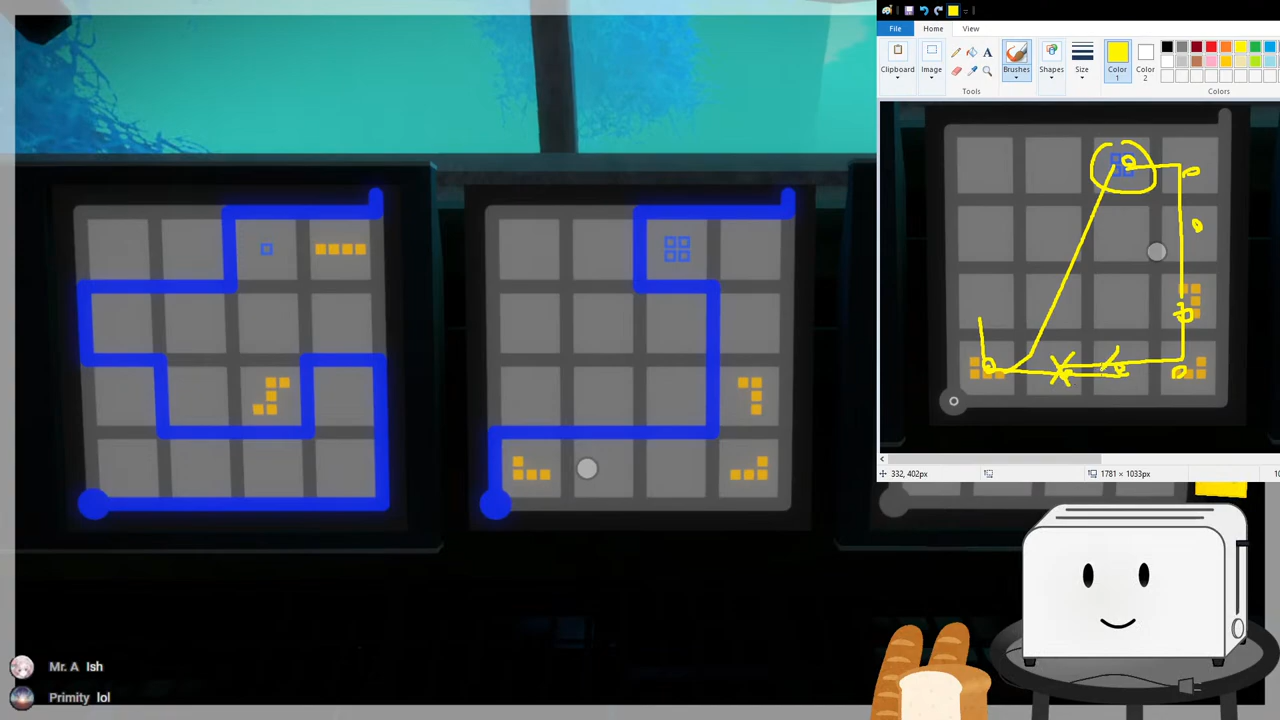 File
Home
View
Clipboard
Image
Tools
Brushes
Shapes
Size
Color
1
Color
2
Colors
332, 402px
1781 × 1033px
Mr. A Ish
Primity lol